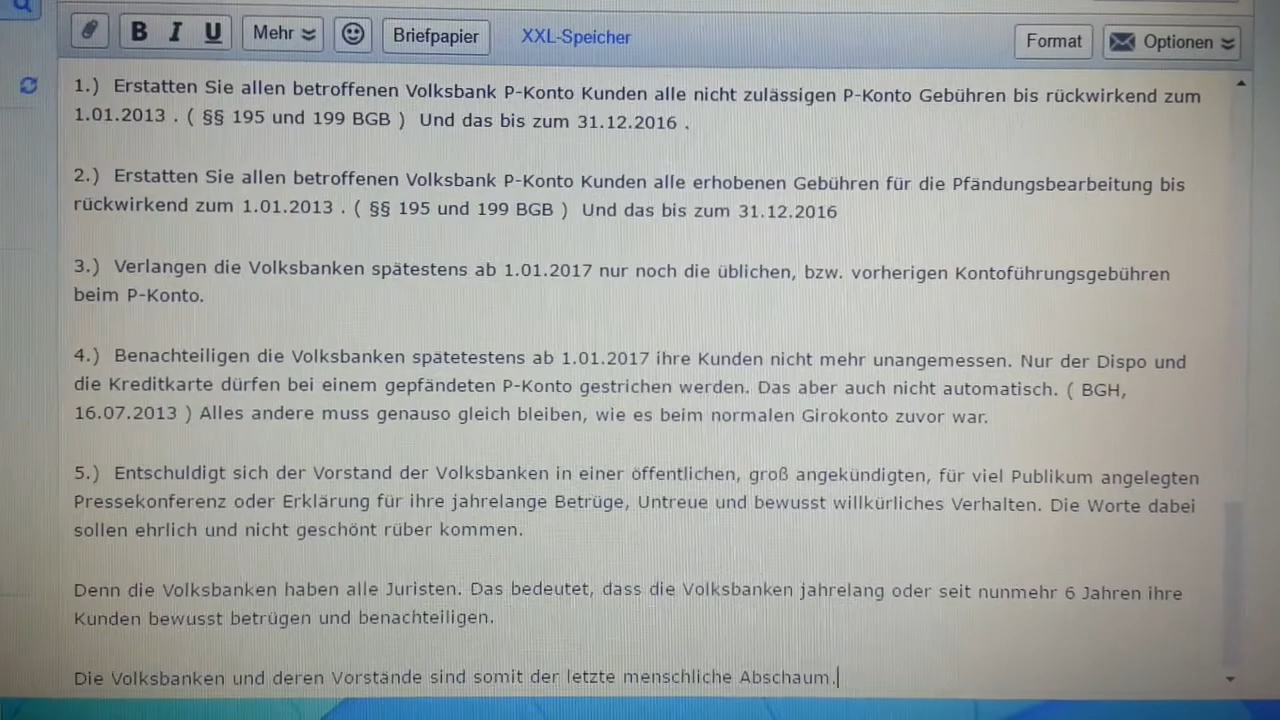 B I U Mehr Briefpapier XXL-Speicher Format Optionen
1.) Erstatten Sie allen betroffenen Volksbank P-Konto Kunden alle nicht zulässigen P-Konto Gebühren bis rückwirkend zum
1.01.2013 . ( §§ 195 und 199 BGB ) Und das bis zum 31.12.2016 .
2.) Erstatten Sie allen betroffenen Volksbank P-Konto Kunden alle erhobenen Gebühren für die Pfändungsbearbeitung bis
rückwirkend zum 1.01.2013 . ( §§ 195 und 199 BGB ) Und das bis zum 31.12.2016
3.) Verlangen die Volksbanken spätestens ab 1.01.2017 nur noch die üblichen, bzw. vorherigen Kontoführungsgebühren
beim P-Konto.
4.) Benachteiligen die Volksbanken spätetestens ab 1.01.2017 ihre Kunden nicht mehr unangemessen. Nur der Dispo und
die Kreditkarte dürfen bei einem gepfändeten P-Konto gestrichen werden. Das aber auch nicht automatisch. ( BGH,
16.07.2013 ) Alles andere muss genauso gleich bleiben, wie es beim normalen Girokonto zuvor war.
5.) Entschuldigt sich der Vorstand der Volksbanken in einer öffentlichen, groß angekündigten, für viel Publikum angelegten
Pressekonferenz oder Erklärung für ihre jahrelange Betrüge, Untreue und bewusst willkürliches Verhalten. Die Worte dabei
sollen ehrlich und nicht geschönt rüber kommen.
Denn die Volksbanken haben alle Juristen. Das bedeutet, dass die Volksbanken jahrelang oder seit nunmehr 6 Jahren ihre
Kunden bewusst betrügen und benachteiligen.
Die Volksbanken und deren Vorstände sind somit der letzte menschliche Abschaum.